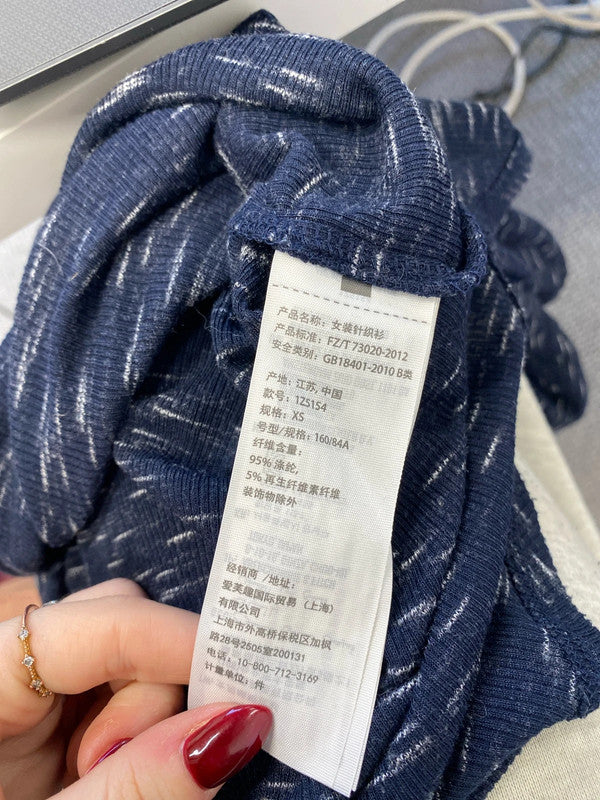 产品名称：女装针织衫
产品标准：FZ/T 73020-2012
安全类别：GB18401-2010 B类
产地：江苏, 中国
款号：125154
规格：XS
号型/规格：160/84A
纤维含量：
95% 涤纶,
5% 再生纤维素纤维
装饰物除外
经销商 /地址：
爱芙趣国际贸易（上海）
有限公司
上海市外高桥保税区加枫
路28号2505室200131
电话：10-800-712-3169
计量单位：件